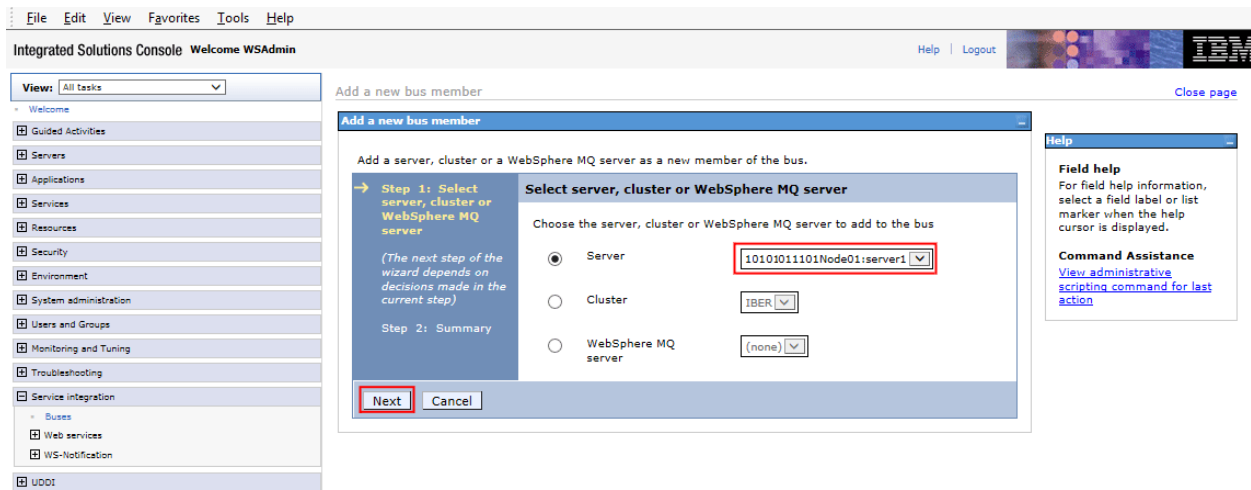 File Edit View Favorites Tools Help
Integrated Solutions Console Welcome WSAdmin
Help Logout
IBM
View: All tasks
Welcome
Guided Activities
Servers
Applications
Services
Resources
Security
Environment
System administration
Users and Groups
Monitoring and Tuning
Troubleshooting
Service integration
Buses
Web services
WS-Notification
UDDI
Add a new bus member
Close page
Add a new bus member
Add a server, cluster or a WebSphere MQ server as a new member of the bus.
Step 1: Select
server, cluster or
WebSphere MQ
server
(The next step of the
wizard depends on
decisions made in the
current step)
Step 2: Summary
Select server, cluster or WebSphere MQ server
Choose the server, cluster or WebSphere MQ server to add to the bus
Server 10101011101Node01:server1
Cluster IBER
WebSphere MQ
server
(none)
Next Cancel
Help
Field help
For field help information,
select a field label or list
marker when the help
cursor is displayed.
Command Assistance
View administrative
scripting command for last
action